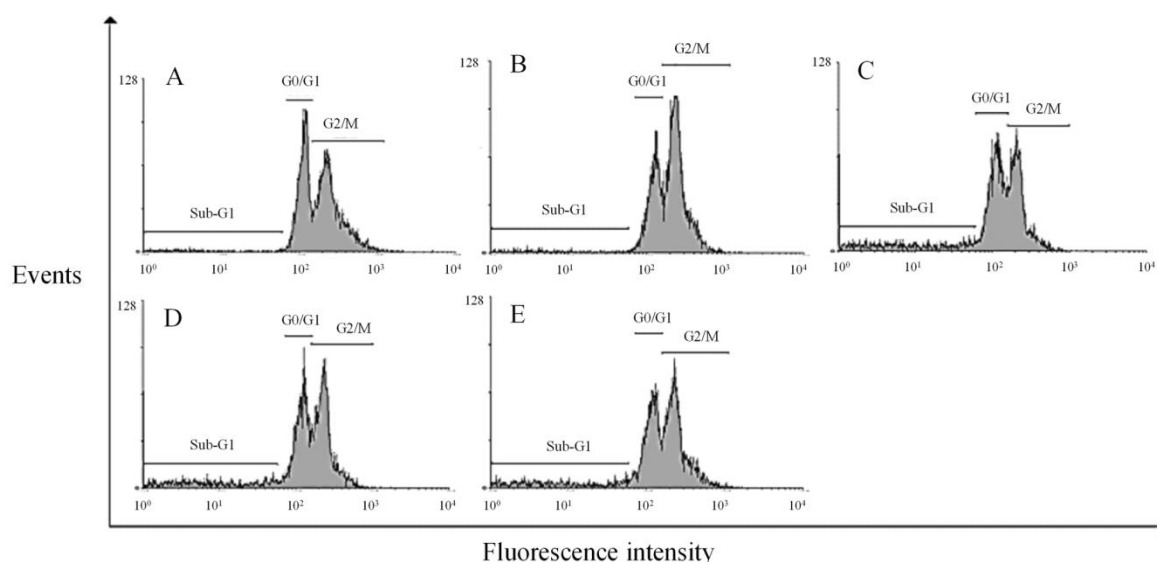 A
128
G0/G1
G2/M
Sub-G1
10⁰ 10¹ 10² 10³ 10⁴
B
128
G2/M
G0/G1
Sub-G1
10⁰ 10¹ 10² 10³ 10⁴
C
128
G0/G1
G2/M
Sub-G1
10⁰ 10¹ 10² 10³ 10⁴
Events
D
128
G0/G1
G2/M
Sub-G1
10⁰ 10¹ 10² 10³ 10⁴
E
128
G0/G1
G2/M
Sub-G1
10⁰ 10¹ 10² 10³ 10⁴
Fluorescence intensity